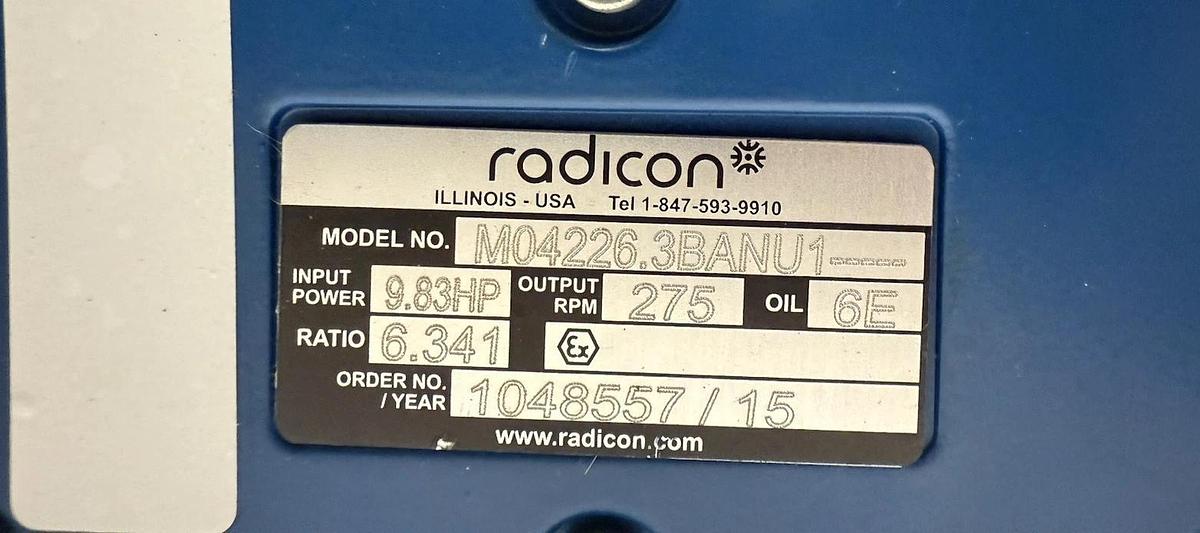 radicon
ILLINOIS - USA Tel 1-847-593-9910
MODEL NO. M04226.3BANU1------
INPUT POWER 9.83HP OUTPUT RPM 275 OIL 6E
RATIO 6.341 Ex
ORDER NO. / YEAR 1048557 / 15
www.radicon.com